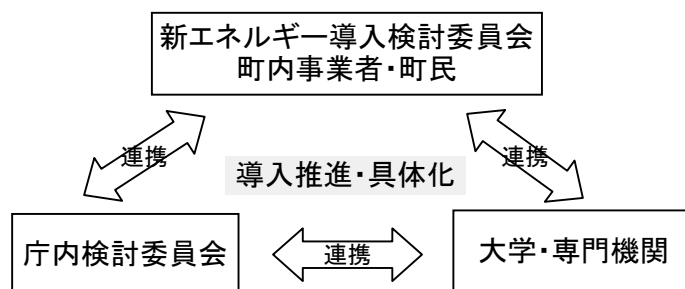 新エネルギー導入検討委員会
町内事業者・町民
連携
連携
導入推進・具体化
庁内検討委員会
連携
大学・専門機関